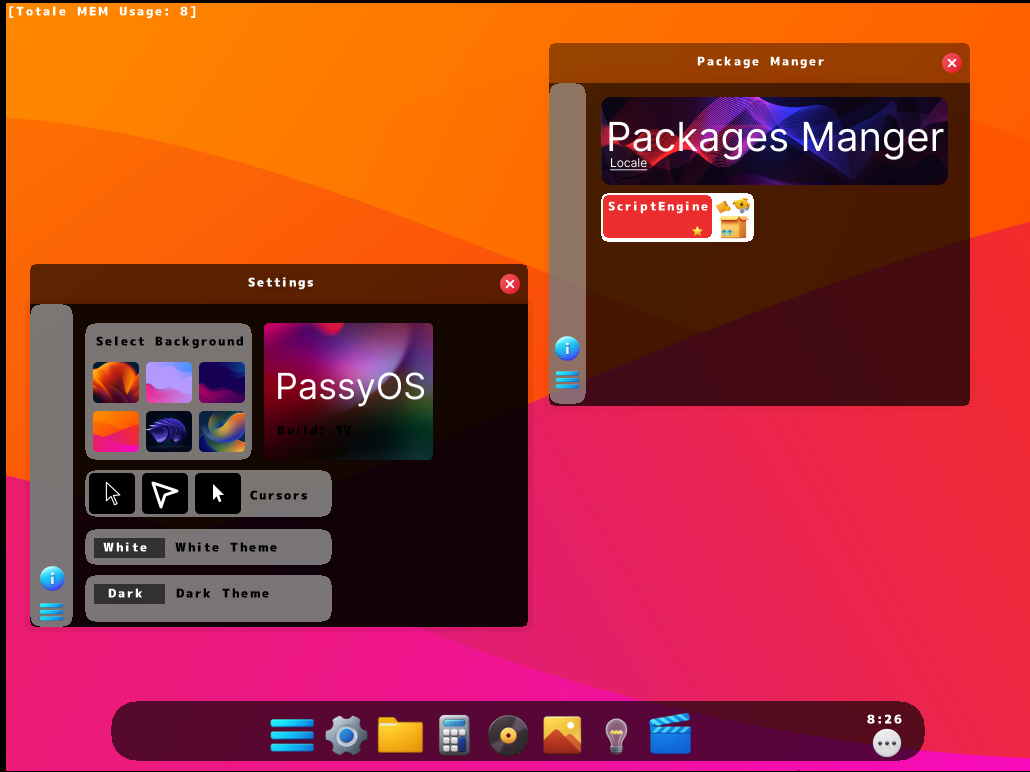 [Totale MEM Usage: 8]
Package Manger
Packages Manger
Locale
ScriptEngine
Settings
Select Background
PassyOS
Build: 1V
Cursors
White White Theme
Dark Dark Theme
8:26